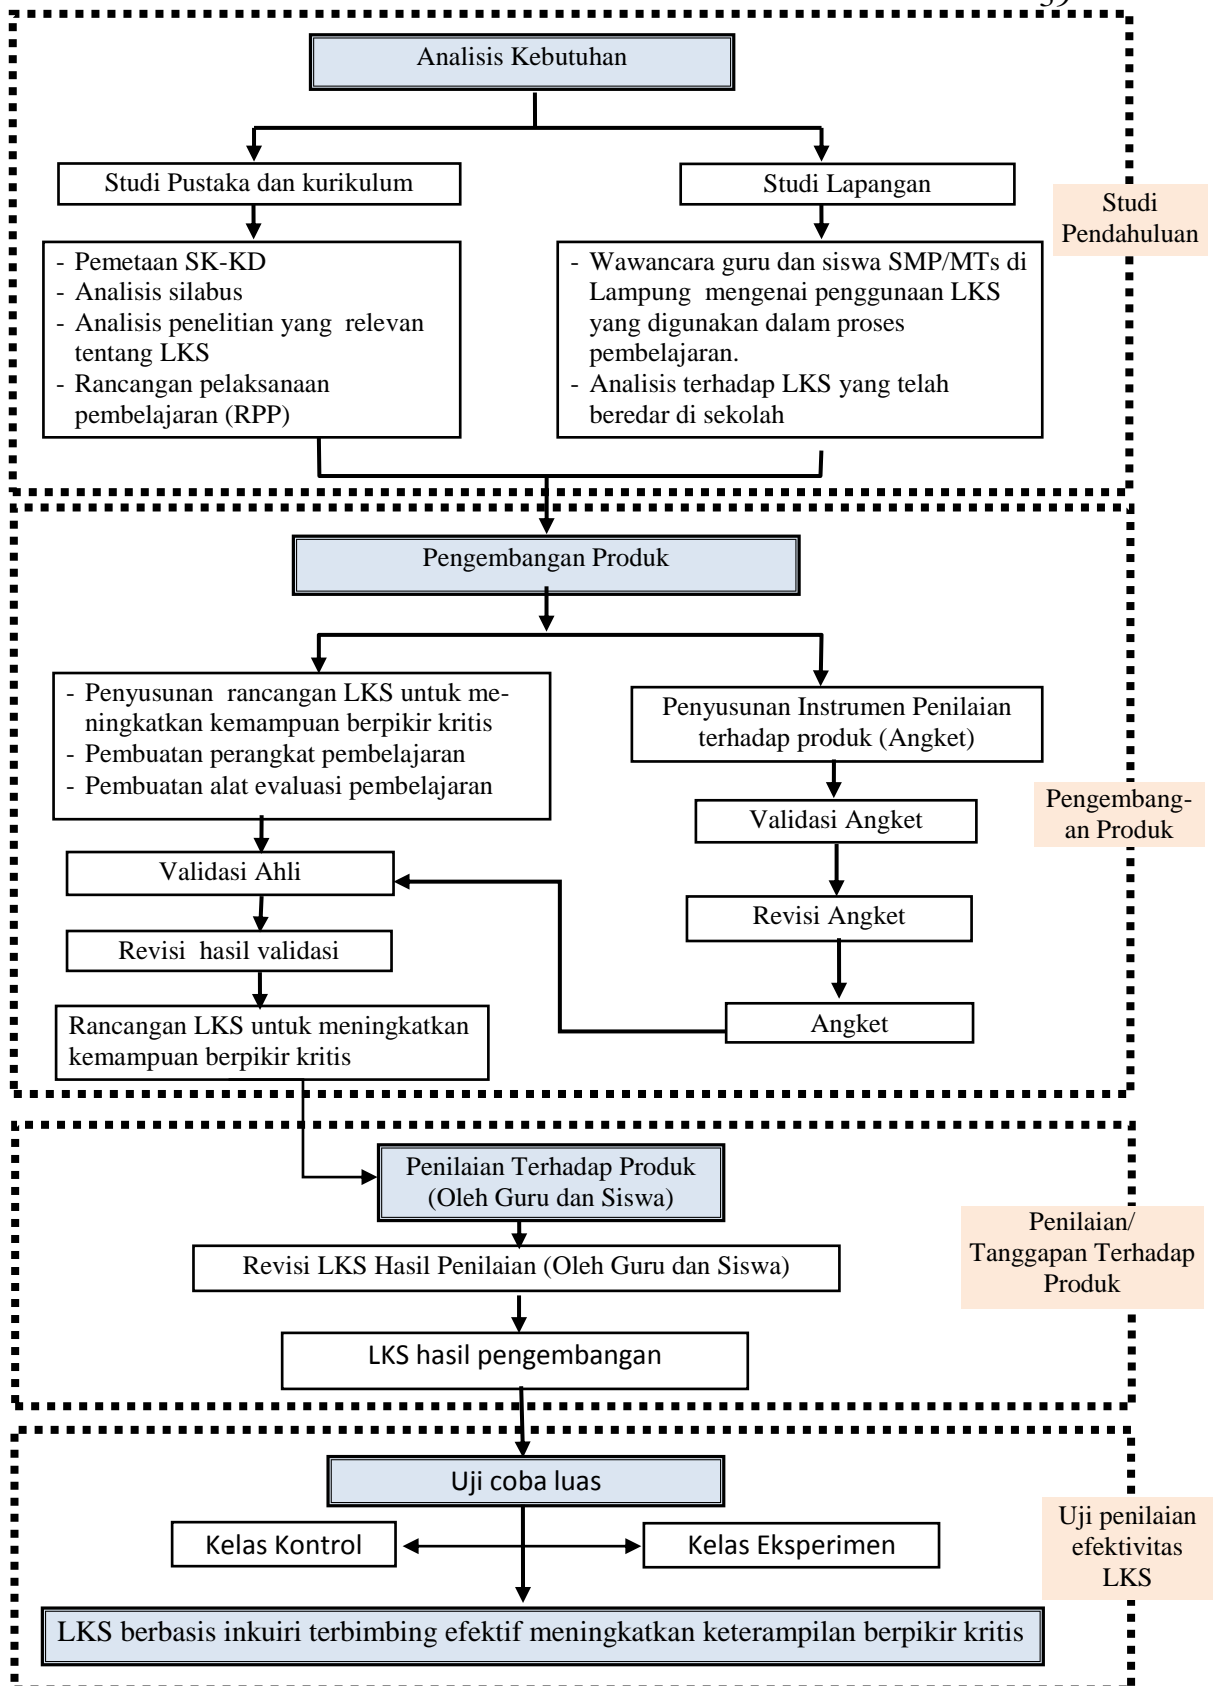 Analisis Kebutuhan
Studi Pustaka dan kurikulum
Studi Lapangan
Studi
Pendahuluan
- Pemetaan SK-KD
- Analisis silabus
- Analisis penelitian yang relevan
tentang LKS
- Rancangan pelaksanaan
pembelajaran (RPP)
- Wawancara guru dan siswa SMP/MTs di
Lampung mengenai penggunaan LKS
yang digunakan dalam proses
pembelajaran.
- Analisis terhadap LKS yang telah
beredar di sekolah
Pengembangan Produk
- Penyusunan rancangan LKS untuk me-
ningkatkan kemampuan berpikir kritis
- Pembuatan perangkat pembelajaran
- Pembuatan alat evaluasi pembelajaran
Penyusunan Instrumen Penilaian
terhadap produk (Angket)
Pengembang-
an Produk
Validasi Angket
Validasi Ahli
Revisi Angket
Revisi hasil validasi
Angket
Rancangan LKS untuk meningkatkan
kemampuan berpikir kritis
Penilaian Terhadap Produk
(Oleh Guru dan Siswa)
Revisi LKS Hasil Penilaian (Oleh Guru dan Siswa)
Penilaian/
Tanggapan Terhadap
Produk
LKS hasil pengembangan
Uji coba luas
Kelas Kontrol
Kelas Eksperimen
Uji penilaian
efektivitas
LKS
LKS berbasis inkuiri terbimbing efektif meningkatkan keterampilan berpikir kritis